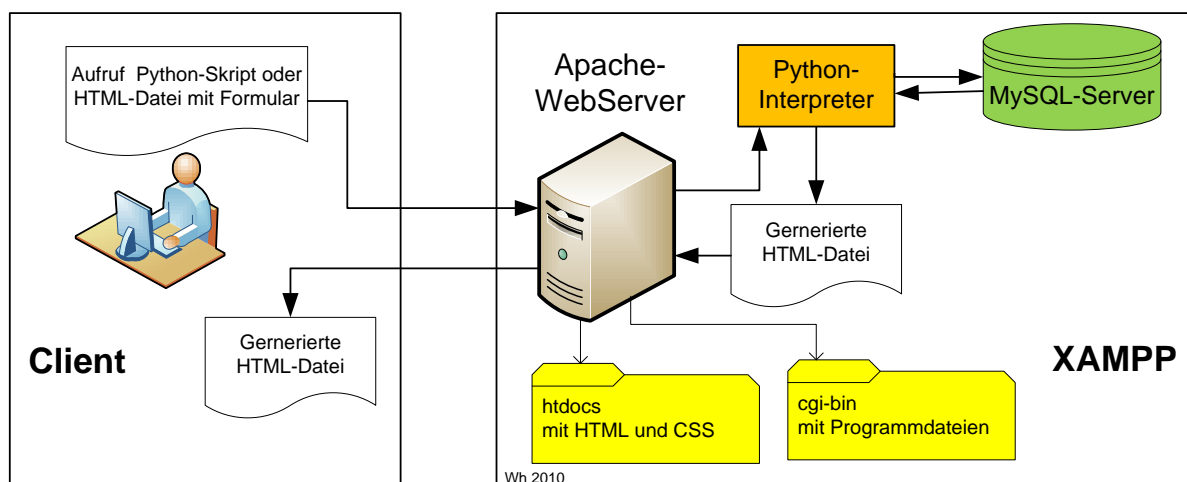 Aufruf Python-Skript oder
HTML-Datei mit Formular
Client
Gernerierte
HTML-Datei
Apache-
WebServer
Python-
Interpreter
MySQL-Server
Gernerierte
HTML-Datei
XAMPP
htdocs
mit HTML und CSS
cgi-bin
mit Programmdateien
Wh 2010